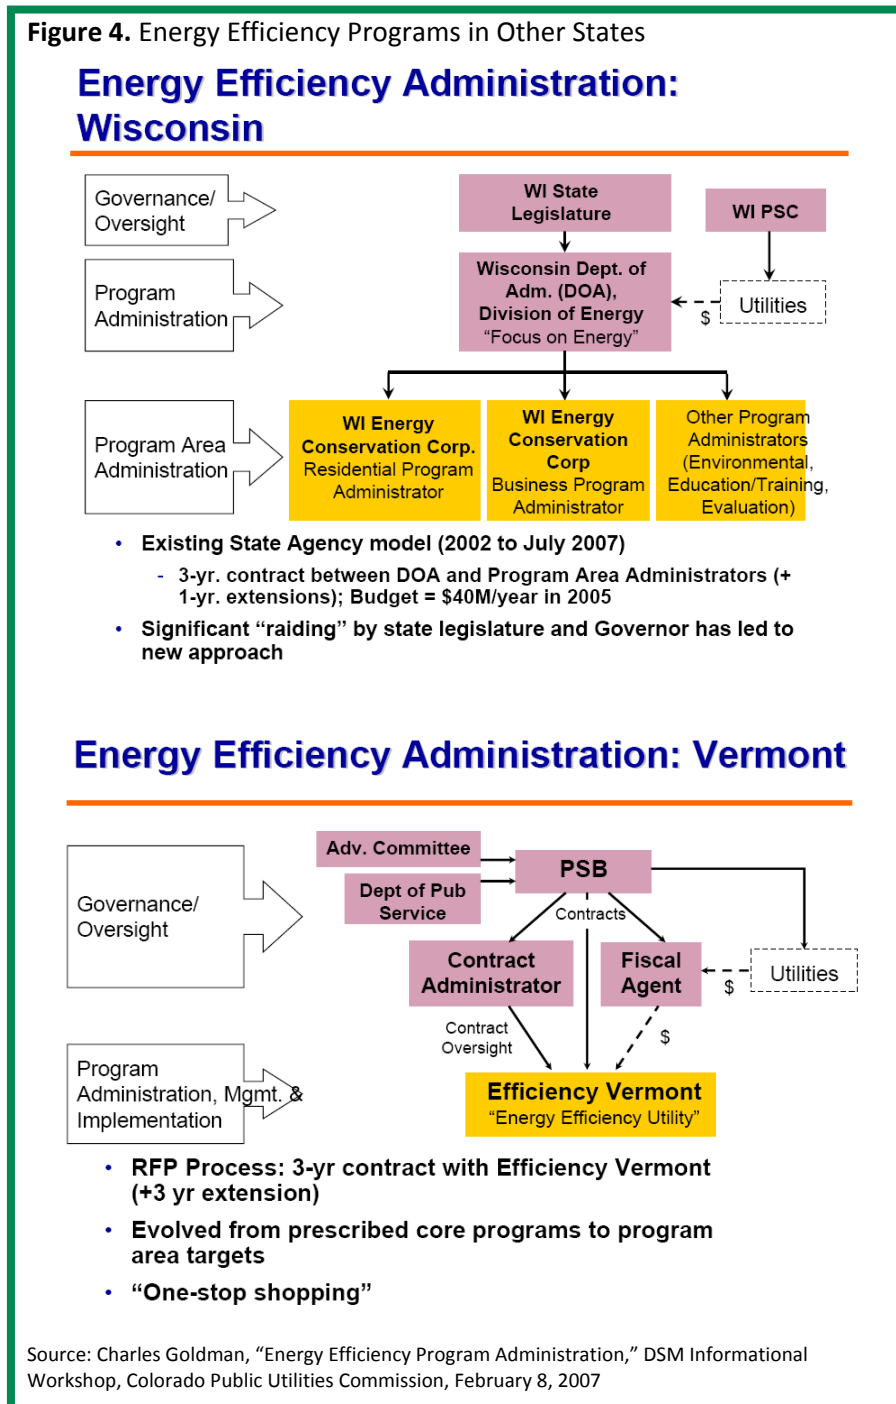 Figure 4. Energy Efficiency Programs in Other States
Energy Efficiency Administration:
Wisconsin
Governance/
Oversight
WI State
Legislature
WI PSC
Program
Administration
Wisconsin Dept. of
Adm. (DOA),
Division of Energy
“Focus on Energy”
$
Utilities
Program Area
Administration
WI Energy
Conservation Corp.
Residential Program
Administrator
WI Energy
Conservation
Corp
Business Program
Administrator
Other Program
Administrators
(Environmental,
Education/Training,
Evaluation)
• Existing State Agency model (2002 to July 2007)
- 3-yr. contract between DOA and Program Area Administrators (+
1-yr. extensions); Budget = $40M/year in 2005
• Significant “raiding” by state legislature and Governor has led to
new approach
Energy Efficiency Administration: Vermont
Governance/
Oversight
Adv. Committee
Dept of Pub
Service
PSB
Contracts
Contract
Administrator
Fiscal
Agent
$
Utilities
Contract
Oversight
$
Program
Administration, Mgmt. &
Implementation
Efficiency Vermont
“Energy Efficiency Utility”
• RFP Process: 3-yr contract with Efficiency Vermont
(+3 yr extension)
• Evolved from prescribed core programs to program
area targets
• “One-stop shopping”
Source: Charles Goldman, “Energy Efficiency Program Administration,” DSM Informational
Workshop, Colorado Public Utilities Commission, February 8, 2007